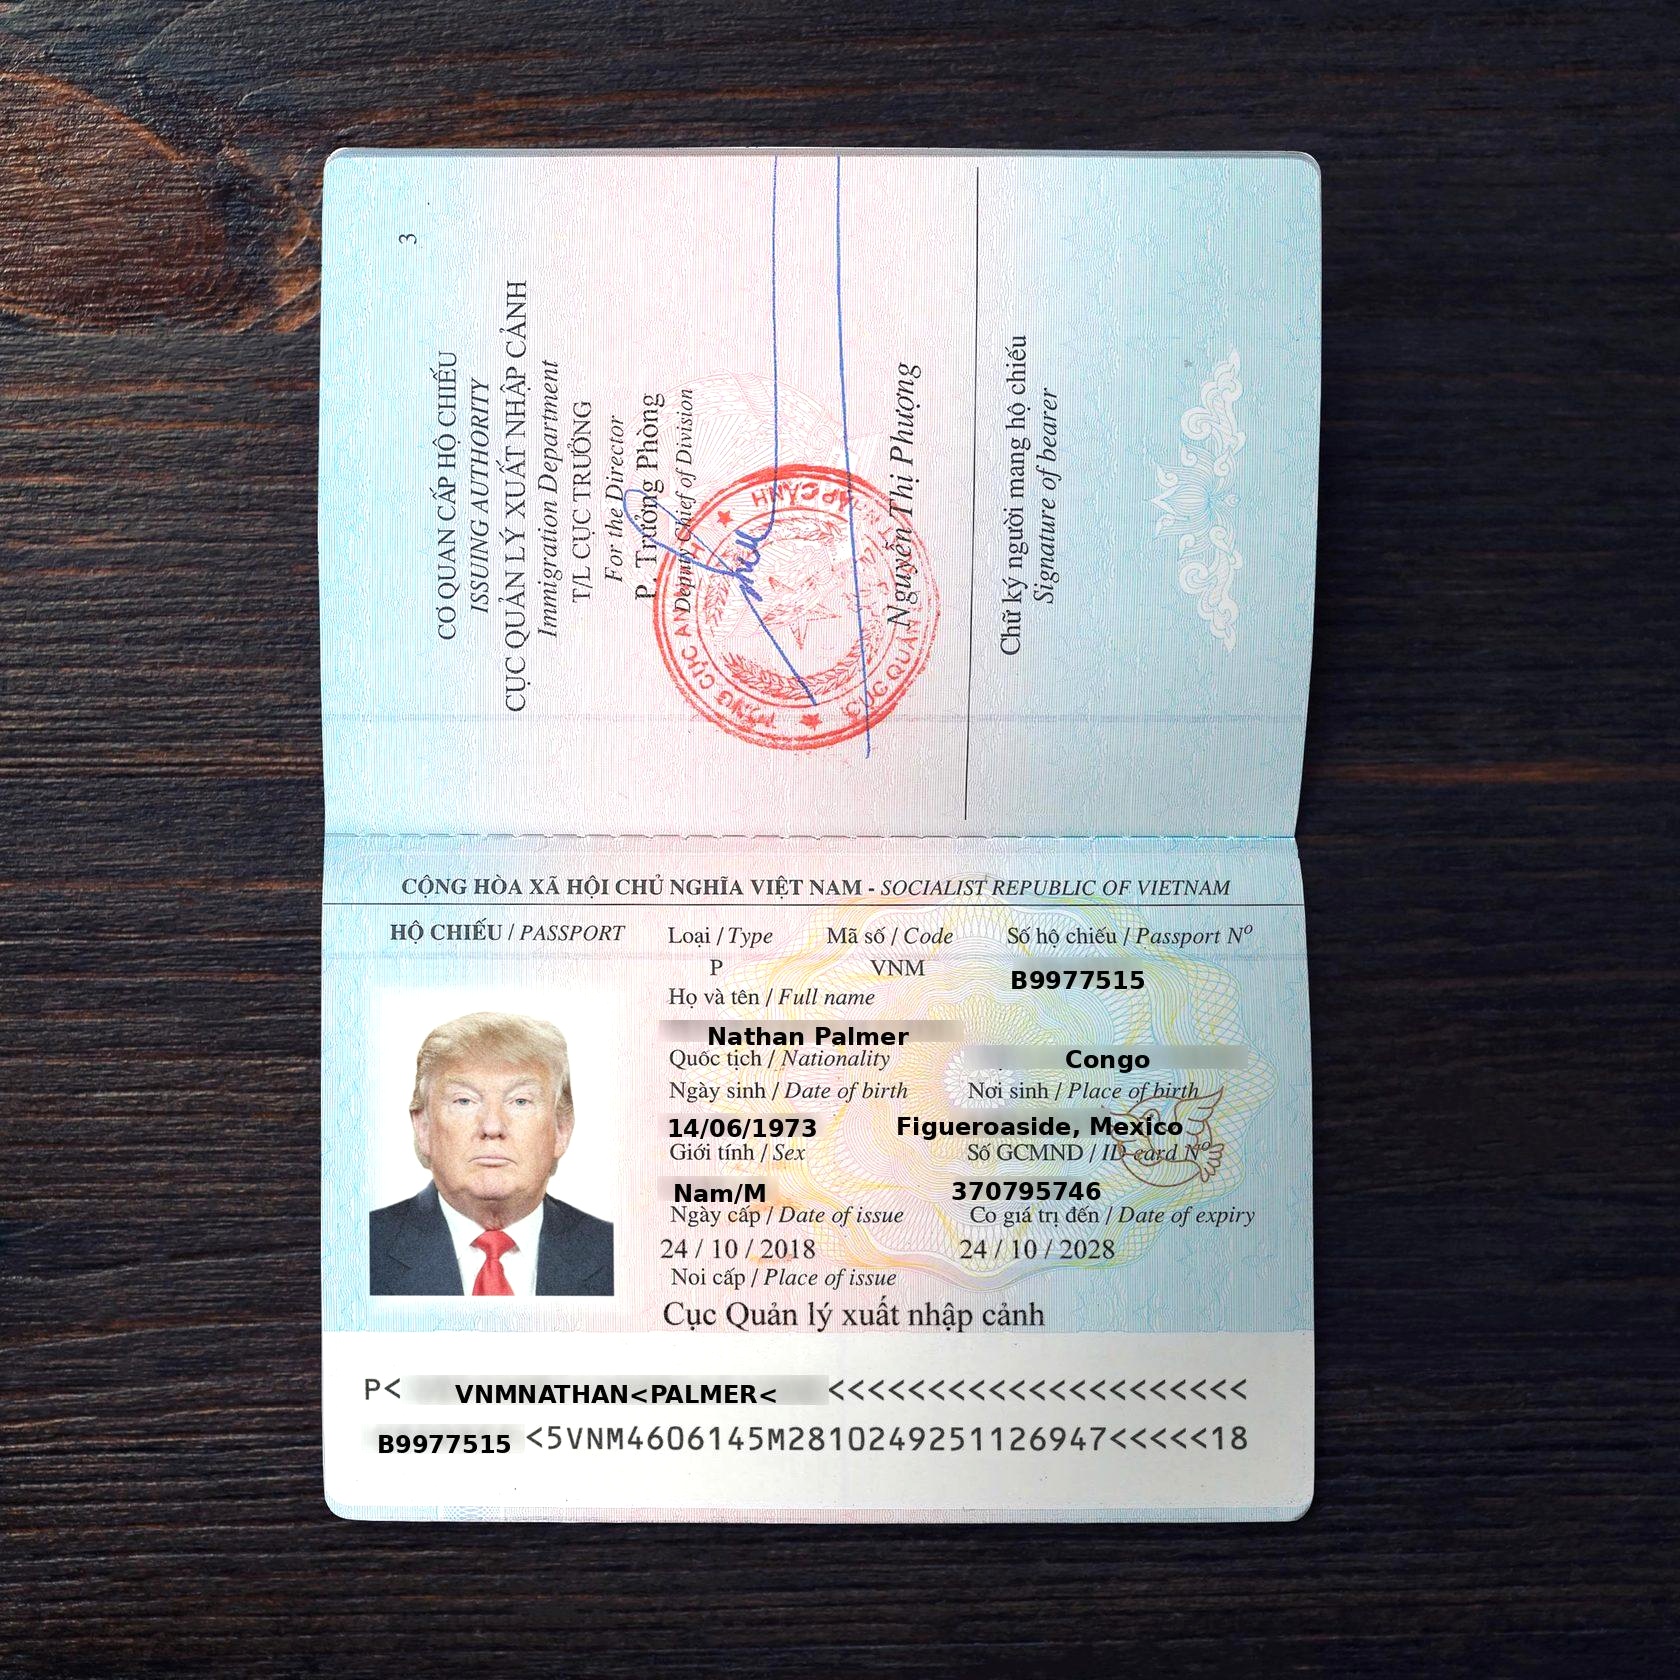 3
CƠ QUAN CẤP HỘ CHIẾU
ISSUING AUTHORITY
CỤC QUẢN LÝ XUẤT NHẬP CẢNH
Immigration Department
T/L CỤC TRƯỞNG
For the Director
P. Trưởng Phòng
Deputy Chief of Division
Nguyễn Thị Phượng
Chữ ký người mang hộ chiếu
Signature of bearer
CỘNG HÒA XÃ HỘI CHỦ NGHĨA VIỆT NAM - SOCIALIST REPUBLIC OF VIETNAM
HỘ CHIẾU / PASSPORT
Loại / Type Mã số / Code Số hộ chiếu / Passport Nº
P VNM B9977515
Họ và tên / Full name
Nathan Palmer
Quốc tịch / Nationality Congo
Ngày sinh / Date of birth Nơi sinh / Place of birth
14/06/1973 Figueroaside, Mexico
Giới tính / Sex Số GCMND / ID card Nº
Nam/M 370795746
Ngày cấp / Date of issue Co giá trị đến / Date of expiry
24 / 10 / 2018 24 / 10 / 2028
Noi cấp / Place of issue
Cục Quản lý xuất nhập cảnh
P< VNMNATHAN<PALMER< <<<<<<<<<<<<<<<<<<<<<
B9977515 <5VNM4606145M2810249251126947<<<<<18